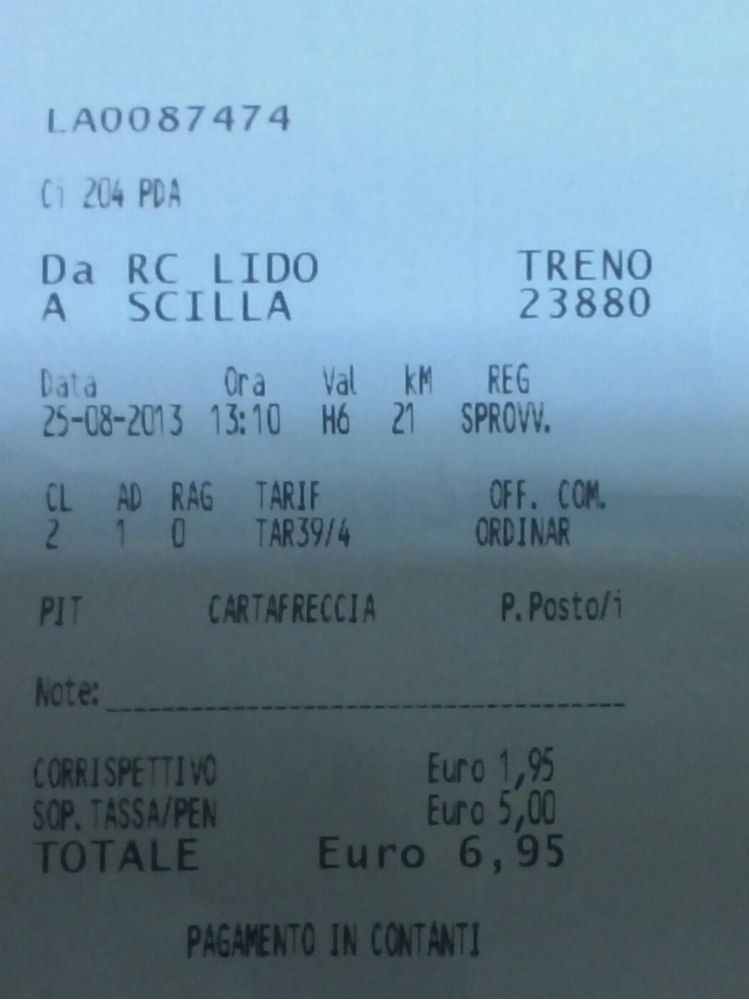 LA0087474
Ci 204 PDA
Da RC LIDO TRENO
A SCILLA 23880
Data Ora Val kM REG
25-08-2013 13:10 H6 21 SPROVV.
CL AD RAG TARIF OFF. COM.
2 1 0 TAR39/4 ORDINAR
PIT CARTAFRECCIA P.Posto/i
Note:
CORRISPETTIVO Euro 1,95
SOP.TASSA/PEN Euro 5,00
TOTALE Euro 6,95
PAGAMENTO IN CONTANTI